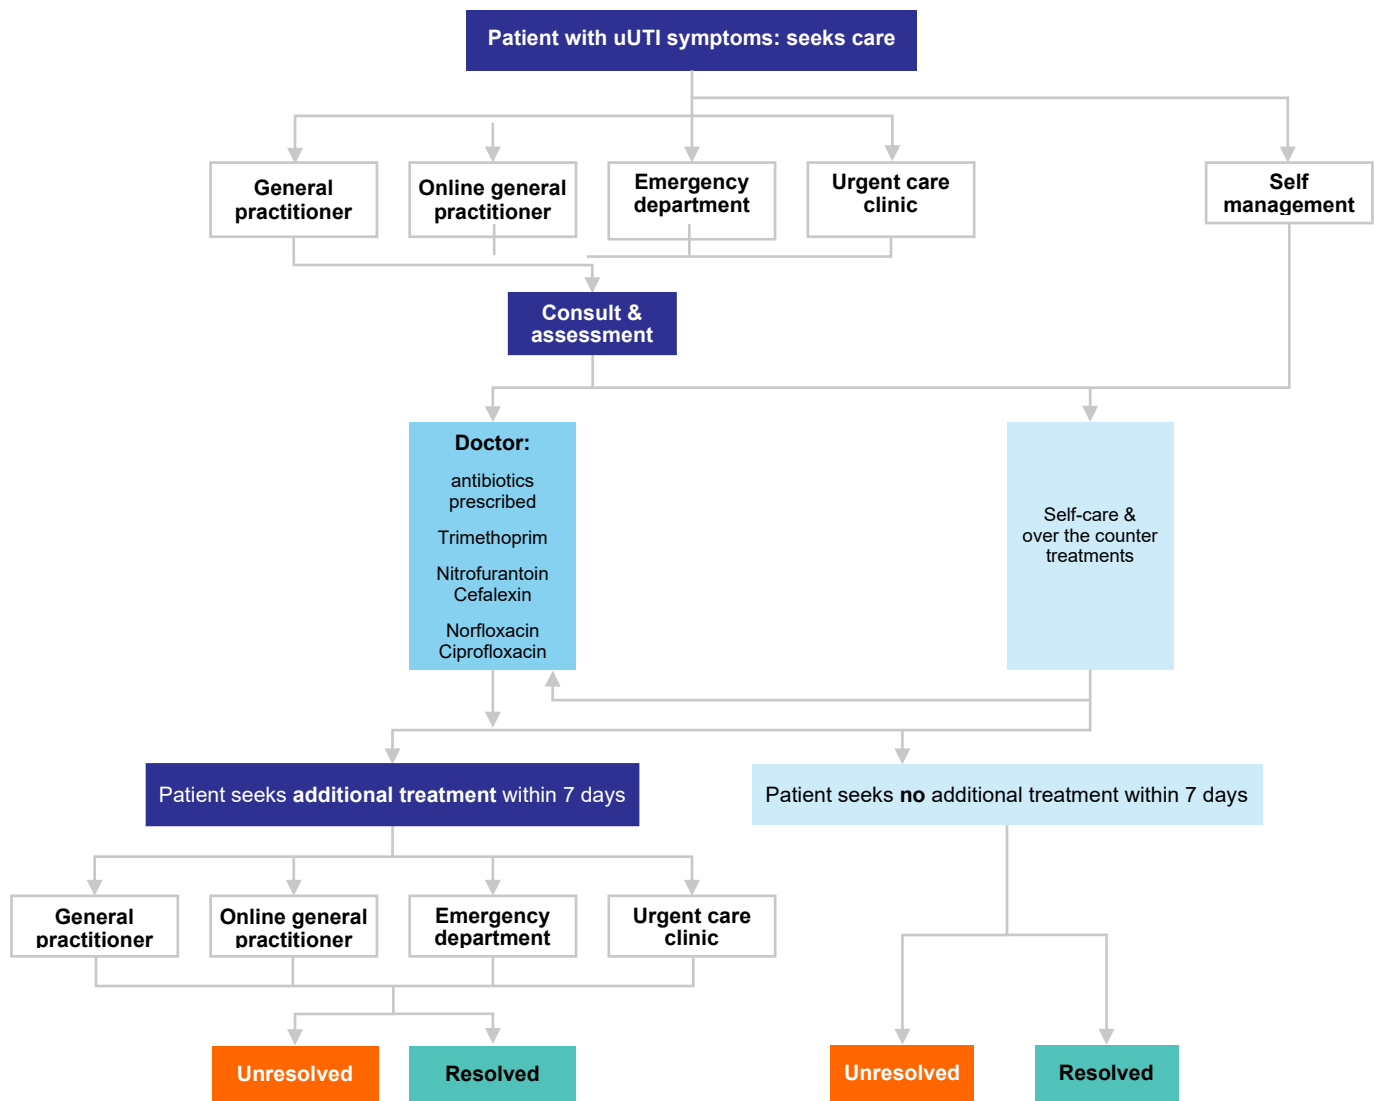 Patient with uUTI symptoms: seeks care
General
practitioner
Online general
practitioner
Emergency
department
Urgent care
clinic
Self
management
Consult &
assessment
Doctor:
antibiotics
prescribed
Trimethoprim
Nitrofurantoin
Cefalexin
Norfloxacin
Ciprofloxacin
Self-care &
over the counter
treatments
Patient seeks additional treatment within 7 days
Patient seeks no additional treatment within 7 days
General
practitioner
Online general
practitioner
Emergency
department
Urgent care
clinic
Unresolved
Resolved
Unresolved
Resolved